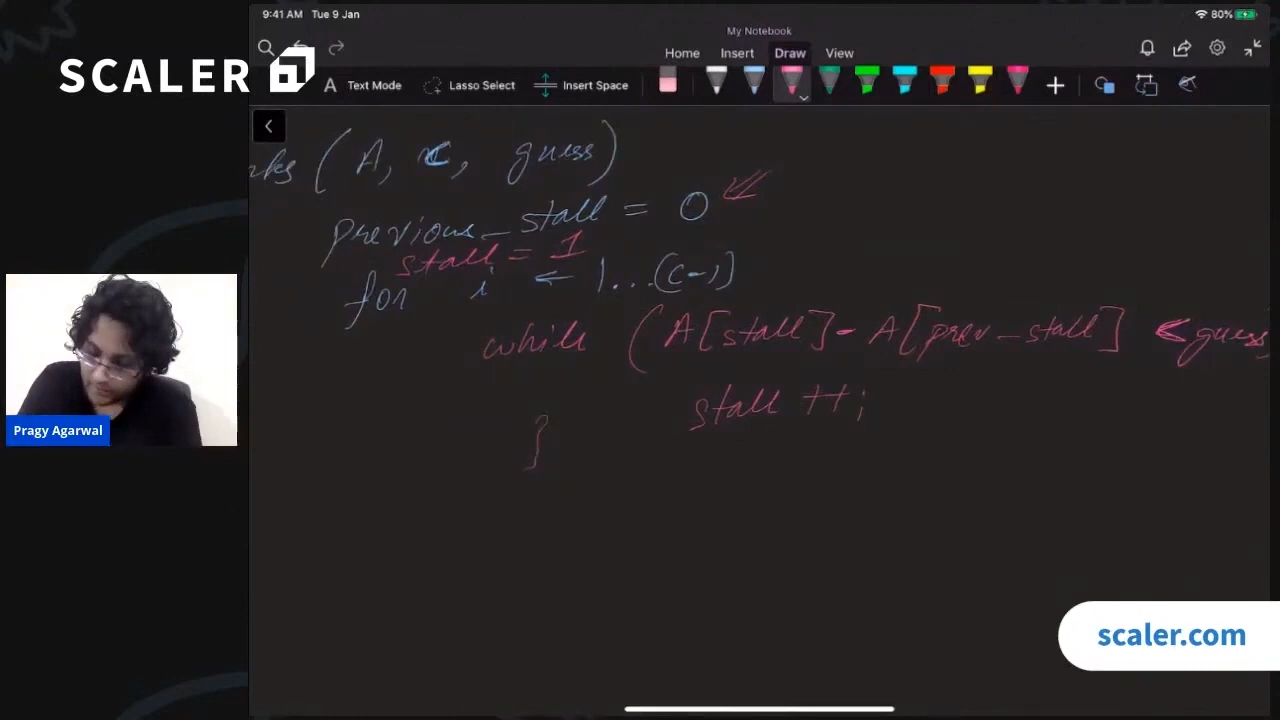 9:41 AM Tue 9 Jan
80%
My Notebook
SCALER
Home Insert Draw View
Text Mode Lasso Select Insert Space
rks (A, c, guess)
previous_stall = 0
stall = 1
for i ← 1...(c-1)
while (A[stall] - A[prev_stall] < guess)
stall ++;
}
Pragy Agarwal
scaler.com